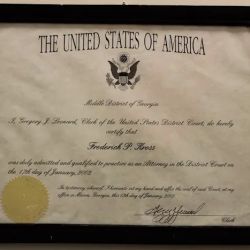 THE UNITED STATES OF AMERICA
Middle District of Georgia
I, Gregory J. Leonard, Clerk of the United States District Court, do hereby
certify that
Frederick P. Kross
was duly admitted and qualified to practice as an Attorney in the District Court on
the 17th day of January, 2002
In testimony whereof, I hereunto set my hand and affix the seal of said Court, at my
office at Macon, Georgia, this 17th day of January, 2002
Clerk